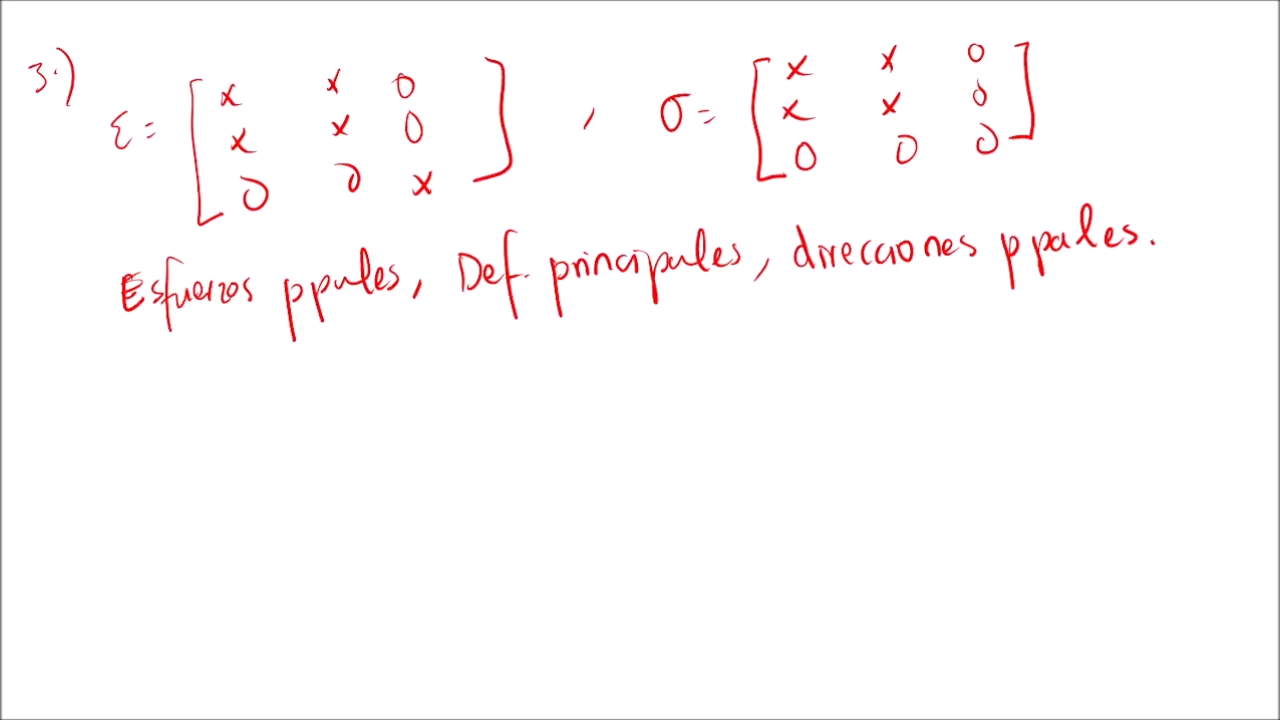 3.)
ε = [ x x 0 , σ = [ x x 0
x x 0 x x 0
0 0 x ] 0 0 0 ]
Esfuerzos ppales, Def. principales, direcciones ppales.